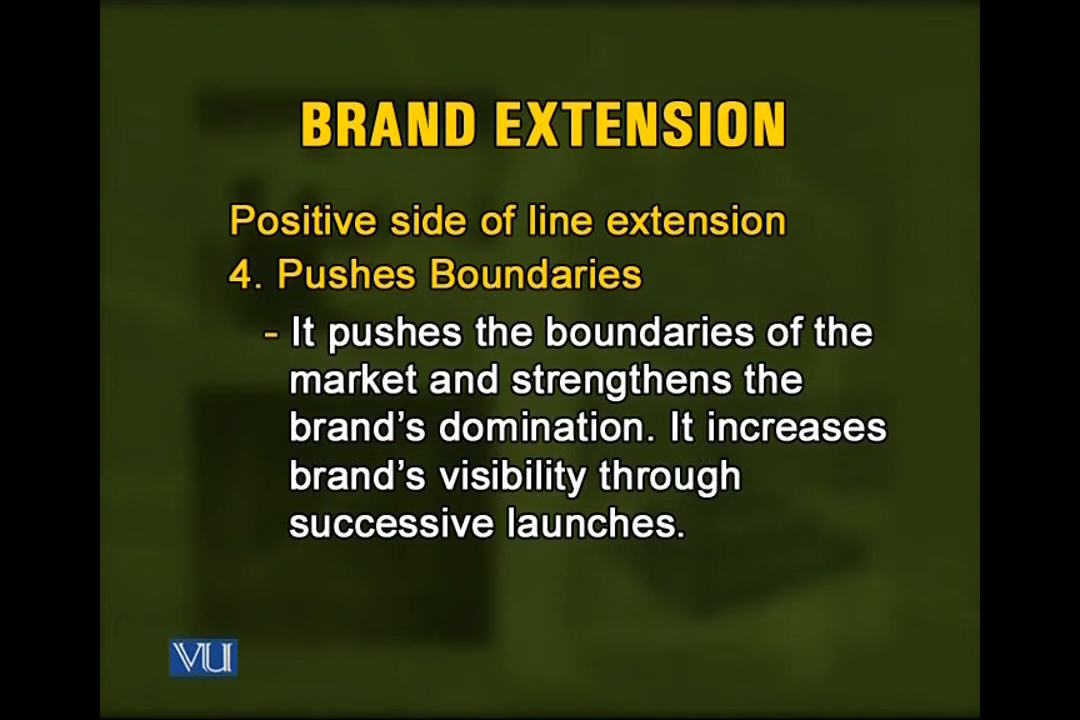 BRAND EXTENSION
Positive side of line extension
4. Pushes Boundaries
- It pushes the boundaries of the
market and strengthens the
brand’s domination. It increases
brand’s visibility through
successive launches.
VU